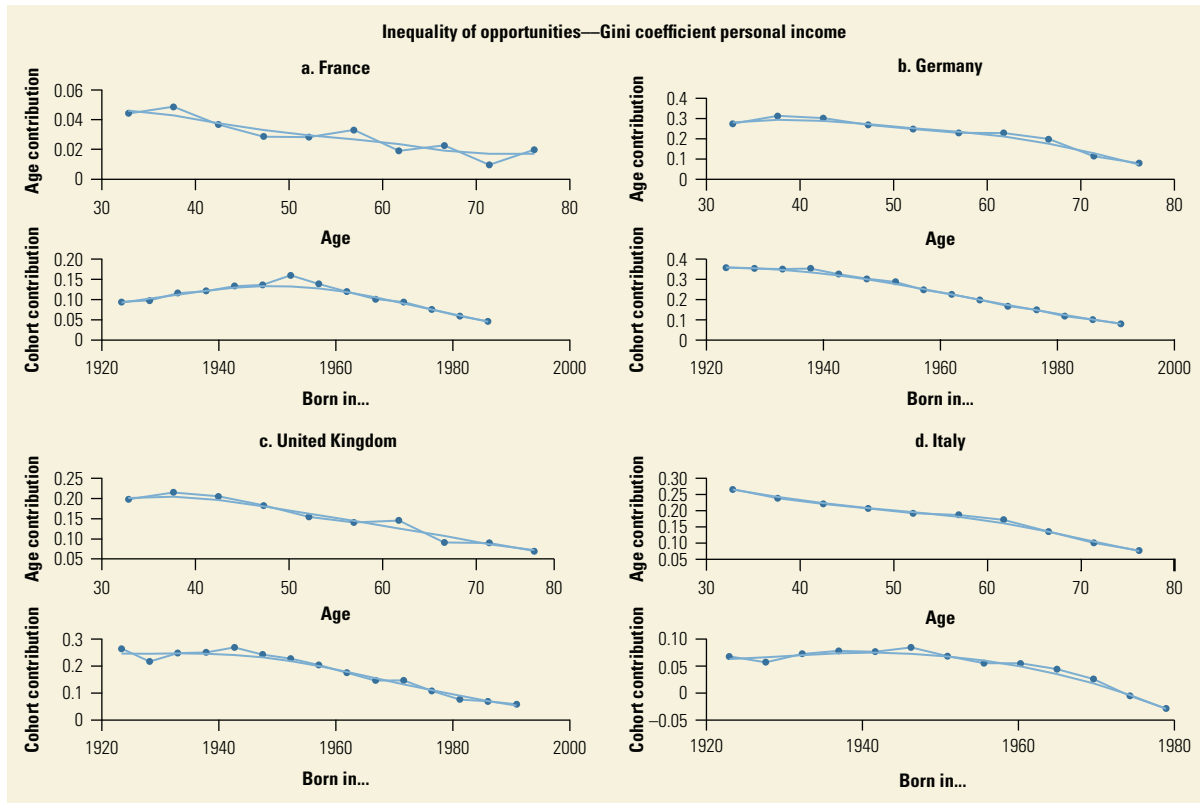 Inequality of opportunities—Gini coefficient personal income
a. France
Age contribution
0.06
0.04
0.02
0
30 40 50 60 70 80
Age
Cohort contribution
0.20
0.15
0.10
0.05
0
1920 1940 1960 1980 2000
Born in...
b. Germany
Age contribution
0.4
0.3
0.2
0.1
0
30 40 50 60 70 80
Age
Cohort contribution
0.4
0.3
0.2
0.1
0
1920 1940 1960 1980 2000
Born in...
c. United Kingdom
Age contribution
0.25
0.20
0.15
0.10
0.05
30 40 50 60 70 80
Age
Cohort contribution
0.3
0.2
0.1
0
1920 1940 1960 1980 2000
Born in...
d. Italy
Age contribution
0.30
0.25
0.20
0.15
0.10
0.05
30 40 50 60 70 80
Age
Cohort contribution
0.10
0.05
0
−0.05
1920 1940 1960 1980
Born in...